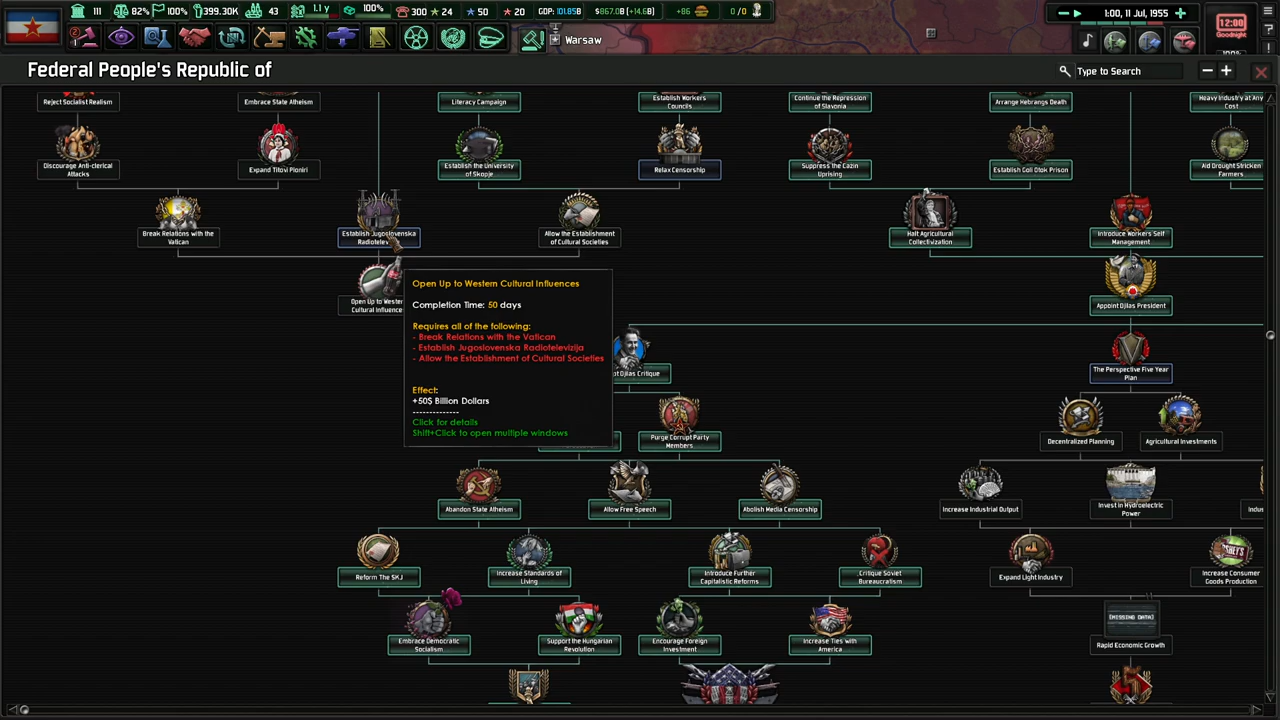 111 82% 100% 399.30K 43 1.1 y 100% 300 24 50 20 GDP: 101.85B $867.0B (+14.6B) +86 0/0 1:00, 11 Jul, 1955
12:00
Goodnight
Warsaw
100%
Federal People's Republic of
Type to Search
Reject Socialist Realism
Embrace State Atheism
Literacy Campaign
Establish Workers
Councils
Continue the Repression
of Slavonia
Arrange Hebrangs Death
Heavy Industry at Any
Cost
Discourage Anti-clerical
Attacks
Expand Titovi Pioniri
Establish the University
of Skopje
Relax Censorship
Suppress the Cazin
Uprising
Establish Goli Otok Prison
Aid Drought Stricken
Farmers
Break Relations with the
Vatican
Establish Jugoslovenska
Allow the Establishment
of Cultural Societies
Halt Agricultural
Collectivization
Introduce Workers Self
Management
Open Up to Western
Cultural Influence
Open Up to Western Cultural Influences
Completion Time: 50 days
Requires all of the following:
- Break Relations with the Vatican
- Establish Jugoslovenska Radiotelevizija
- Allow the Establishment of Cultural Societies
Effect:
+50$ Billion Dollars
--------------
Click for details
Shift+Click to open multiple windows
Appoint Djilas President
Djilas Critique
The Perspective Five Year
Plan
Purge Corrupt Party
Members
Decentralized Planning
Agricultural Investments
Abandon State Atheism
Allow Free Speech
Abolish Media Censorship
Increase Industrial Output
Invest in Hydroelectric
Power
Reform The SKJ
Increase Standards of
Living
Introduce Further
Capitalistic Reforms
Critique Soviet
Bureaucratism
Expand Light Industry
Increase Consumer
Goods Production
[MISSING DATA]
Embrace Democratic
Socialism
Support the Hungarian
Revolution
Encourage Foreign
Investment
Increase Ties with
America
Rapid Economic Growth